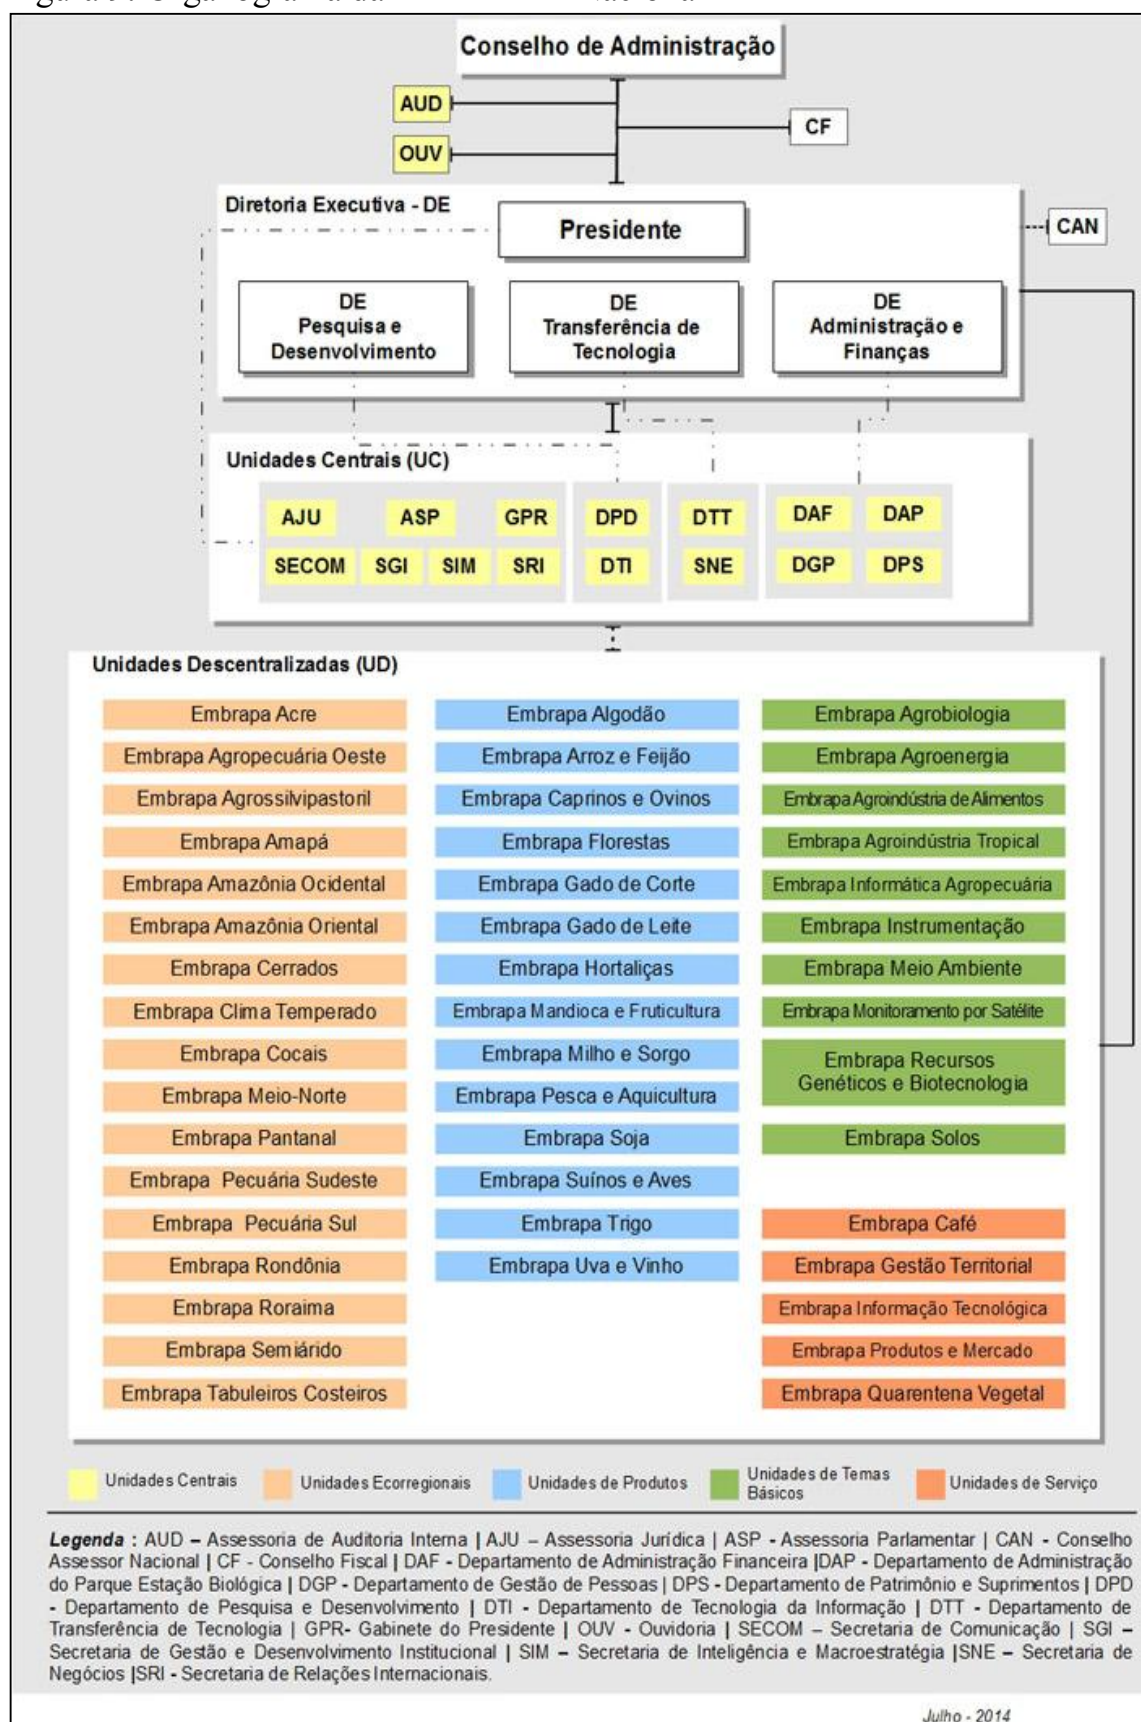 Conselho de Administração
AUD
CF
OUV
Diretoria Executiva - DE
Presidente
CAN
DE
Pesquisa e
Desenvolvimento
DE
Transferência de
Tecnologia
DE
Administração e
Finanças
Unidades Centrais (UC)
AJU ASP GPR DPD DTT DAF DAP
SECOM SGI SIM SRI DTI SNE DGP DPS
Unidades Descentralizadas (UD)
Embrapa Acre
Embrapa Agropecuária Oeste
Embrapa Agrossilvipastoril
Embrapa Amapá
Embrapa Amazônia Ocidental
Embrapa Amazônia Oriental
Embrapa Cerrados
Embrapa Clima Temperado
Embrapa Cocais
Embrapa Meio-Norte
Embrapa Pantanal
Embrapa Pecuária Sudeste
Embrapa Pecuária Sul
Embrapa Rondônia
Embrapa Roraima
Embrapa Semiárido
Embrapa Tabuleiros Costeiros
Embrapa Algodão
Embrapa Arroz e Feijão
Embrapa Caprinos e Ovinos
Embrapa Florestas
Embrapa Gado de Corte
Embrapa Gado de Leite
Embrapa Hortaliças
Embrapa Mandioca e Fruticultura
Embrapa Milho e Sorgo
Embrapa Pesca e Aquicultura
Embrapa Soja
Embrapa Suínos e Aves
Embrapa Trigo
Embrapa Uva e Vinho
Embrapa Agrobiologia
Embrapa Agroenergia
Embrapa Agroindústria de Alimentos
Embrapa Agroindústria Tropical
Embrapa Informática Agropecuária
Embrapa Instrumentação
Embrapa Meio Ambiente
Embrapa Monitoramento por Satélite
Embrapa Recursos
Genéticos e Biotecnologia
Embrapa Solos
Embrapa Café
Embrapa Gestão Territorial
Embrapa Informação Tecnológica
Embrapa Produtos e Mercado
Embrapa Quarentena Vegetal
Unidades Centrais
Unidades Ecorregionais
Unidades de Produtos
Unidades de Temas
Básicos
Unidades de Serviço
Legenda : AUD – Assessoria de Auditoria Interna | AJU – Assessoria Jurídica | ASP - Assessoria Parlamentar | CAN - Conselho
Assessor Nacional | CF - Conselho Fiscal | DAF - Departamento de Administração Financeira |DAP - Departamento de Administração
do Parque Estação Biológica | DGP - Departamento de Gestão de Pessoas | DPS - Departamento de Patrimônio e Suprimentos | DPD
- Departamento de Pesquisa e Desenvolvimento | DTI - Departamento de Tecnologia da Informação | DTT - Departamento de
Transferência de Tecnologia | GPR- Gabinete do Presidente | OUV - Ouvidoria | SECOM – Secretaria de Comunicação | SGI –
Secretaria de Gestão e Desenvolvimento Institucional | SIM – Secretaria de Inteligência e Macroestratégia |SNE – Secretaria de
Negócios |SRI - Secretaria de Relações Internacionais.
Julho - 2014